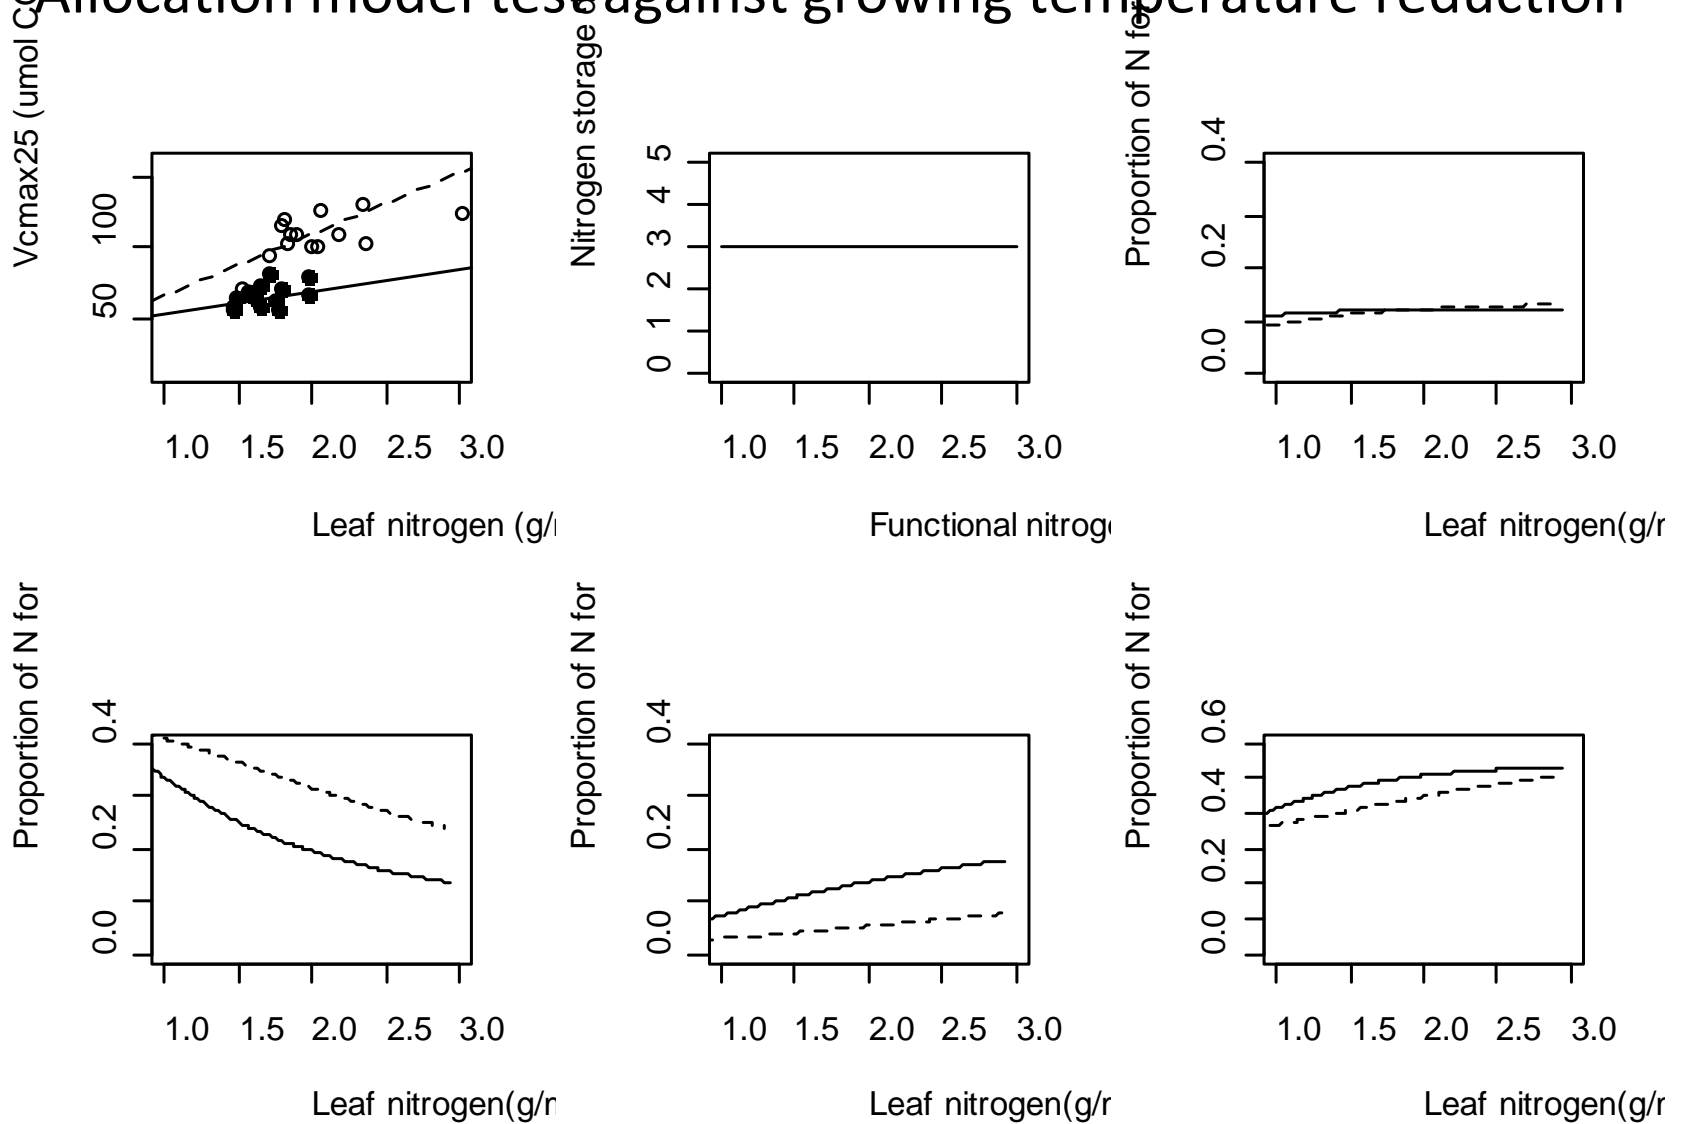 Allocation model test against growing temperature reduction
Vcmax25 (umol
50 100
1.0 1.5 2.0 2.5 3.0
Leaf nitrogen
Nitrogen storage
0 1 2 3 4 5
1.0 1.5 2.0 2.5 3.0
Functional
Proportion of N for
0.0 0.2 0.4
1.0 1.5 2.0 2.5 3.0
Leaf
Proportion of N for
0.0 0.2 0.4
1.0 1.5 2.0 2.5 3.0
Leaf
Proportion of N for
0.0 0.2 0.4
1.0 1.5 2.0 2.5 3.0
Leaf
Proportion of N for
0.0 0.2 0.4 0.6
1.0 1.5 2.0 2.5 3.0
Leaf